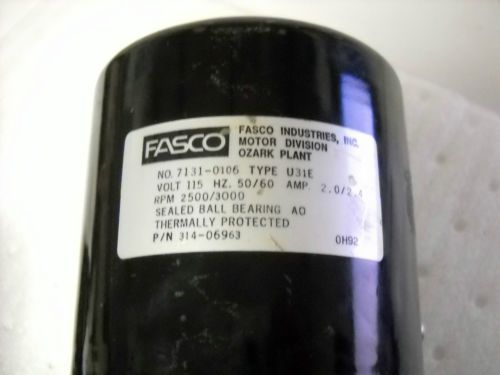 FASCO
FASCO INDUSTRIES, INC.
MOTOR DIVISION
OZARK PLANT
NO. 7131-0106 TYPE U31E
VOLT 115 HZ. 50/60 AMP. 2.0/2.4
RPM 2500/3000
SEALED BALL BEARING AO
THERMALLY PROTECTED
P/N 314-06963
0H92